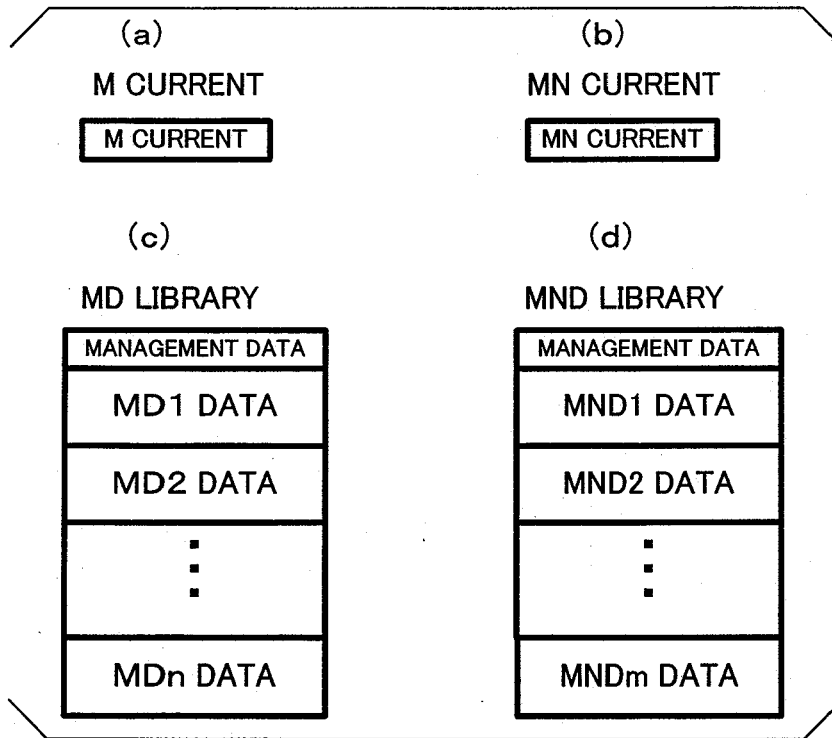 (a)
M CURRENT
M CURRENT
(b)
MN CURRENT
MN CURRENT
(c)
MD LIBRARY
MANAGEMENT DATA
MD1 DATA
MD2 DATA
MDn DATA
(d)
MND LIBRARY
MANAGEMENT DATA
MND1 DATA
MND2 DATA
MNDm DATA